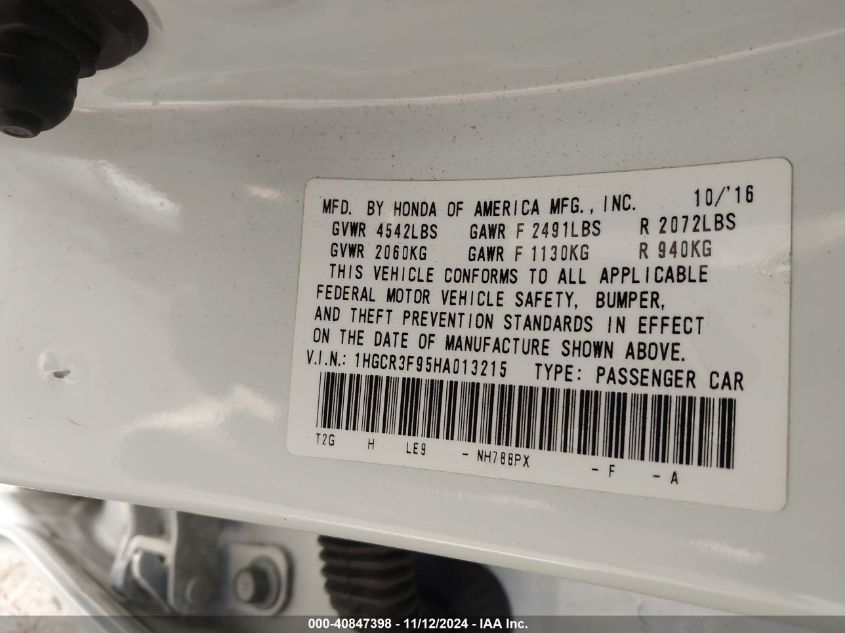 MFD. BY HONDA OF AMERICA MFG., INC. 10/'16
GVWR 4542LBS GAWR F 2491LBS R 2072LBS
GVWR 2060KG GAWR F 1130KG R 940KG
THIS VEHICLE CONFORMS TO ALL APPLICABLE
FEDERAL MOTOR VEHICLE SAFETY, BUMPER,
AND THEFT PREVENTION STANDARDS IN EFFECT
ON THE DATE OF MANUFACTURE SHOWN ABOVE.
V.I.N.: 1HGCR3F95HA013215 TYPE: PASSENGER CAR
T2G H LE9 - NH788PX - F - A
000-40847398 - 11/12/2024 - IAA Inc.